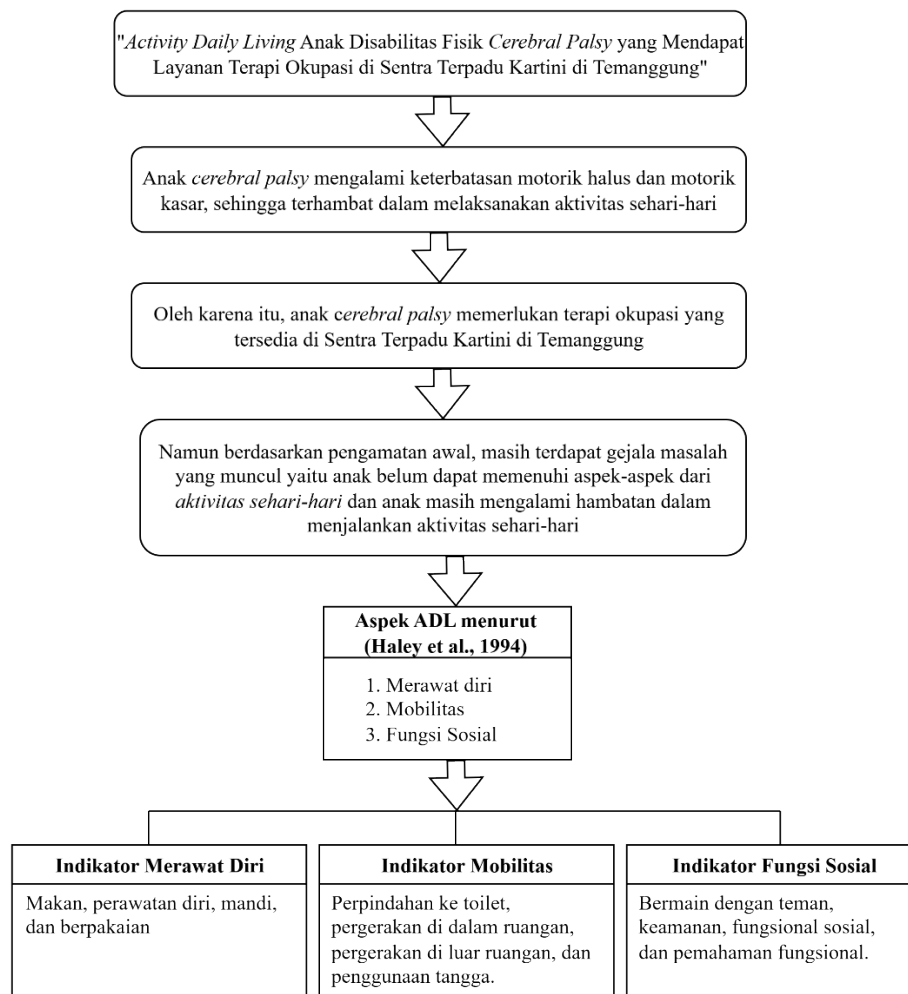 "Activity Daily Living Anak Disabilitas Fisik Cerebral Palsy yang Mendapat
Layanan Terapi Okupasi di Sentra Terpadu Kartini di Temanggung"
Anak cerebral palsy mengalami keterbatasan motorik halus dan motorik
kasar, sehingga terhambat dalam melaksanakan aktivitas sehari-hari
Oleh karena itu, anak cerebral palsy memerlukan terapi okupasi yang
tersedia di Sentra Terpadu Kartini di Temanggung
Namun berdasarkan pengamatan awal, masih terdapat gejala masalah
yang muncul yaitu anak belum dapat memenuhi aspek-aspek dari
aktivitas sehari-hari dan anak masih mengalami hambatan dalam
menjalankan aktivitas sehari-hari
Aspek ADL menurut
(Haley et al., 1994)
1. Merawat diri
2. Mobilitas
3. Fungsi Sosial
Indikator Merawat Diri
Makan, perawatan diri, mandi,
dan berpakaian
Indikator Mobilitas
Perpindahan ke toilet,
pergerakan di dalam ruangan,
pergerakan di luar ruangan, dan
penggunaan tangga.
Indikator Fungsi Sosial
Bermain dengan teman,
keamanan, fungsional sosial,
dan pemahaman fungsional.